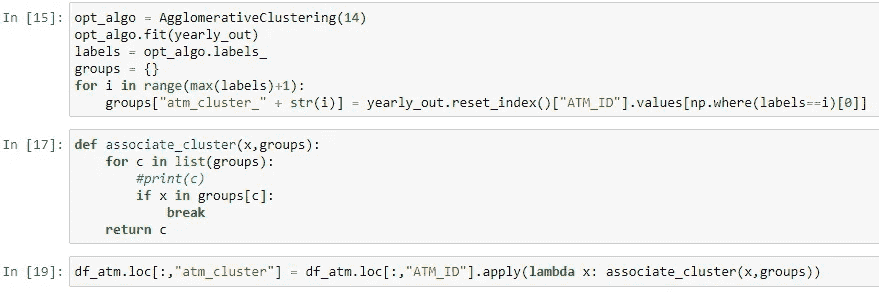 In [15]: opt_algo = AgglomerativeClustering(14)
opt_algo.fit(yearly_out)
labels = opt_algo.labels_
groups = {}
for i in range(max(labels)+1):
    groups["atm_cluster_" + str(i)] = yearly_out.reset_index()["ATM_ID"].values[np.where(labels==i)[0]]
In [17]: def associate_cluster(x,groups):
    for c in list(groups):
        #print(c)
        if x in groups[c]:
            break
    return c
In [19]: df_atm.loc[:,"atm_cluster"] = df_atm.loc[:,"ATM_ID"].apply(lambda x: associate_cluster(x,groups))